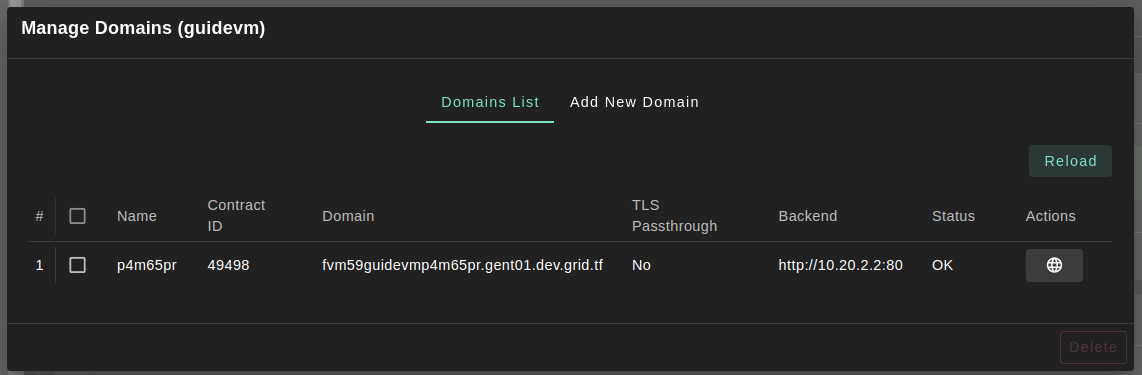 Manage Domains (guidevm)
Domains List Add New Domain
Reload
# Name Contract ID Domain TLS Passthrough Backend Status Actions
1 p4m65pr 49498 fvm59guidevmp4m65pr.gent01.dev.grid.tf No http://10.20.2.2:80 OK
Delete